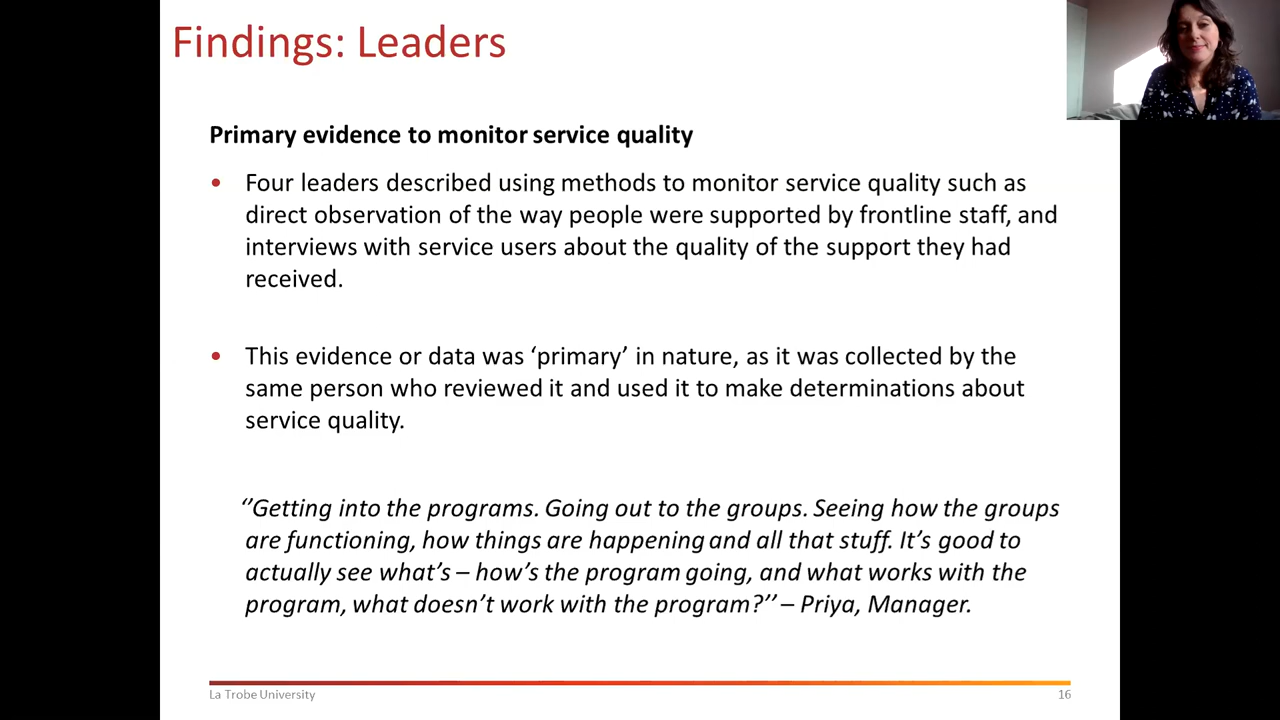 Findings: Leaders
Primary evidence to monitor service quality
• Four leaders described using methods to monitor service quality such as
direct observation of the way people were supported by frontline staff, and
interviews with service users about the quality of the support they had
received.
• This evidence or data was ‘primary’ in nature, as it was collected by the
same person who reviewed it and used it to make determinations about
service quality.
‘’Getting into the programs. Going out to the groups. Seeing how the groups
are functioning, how things are happening and all that stuff. It’s good to
actually see what’s – how’s the program going, and what works with the
program, what doesn’t work with the program?’’ – Priya, Manager.
La Trobe University
16